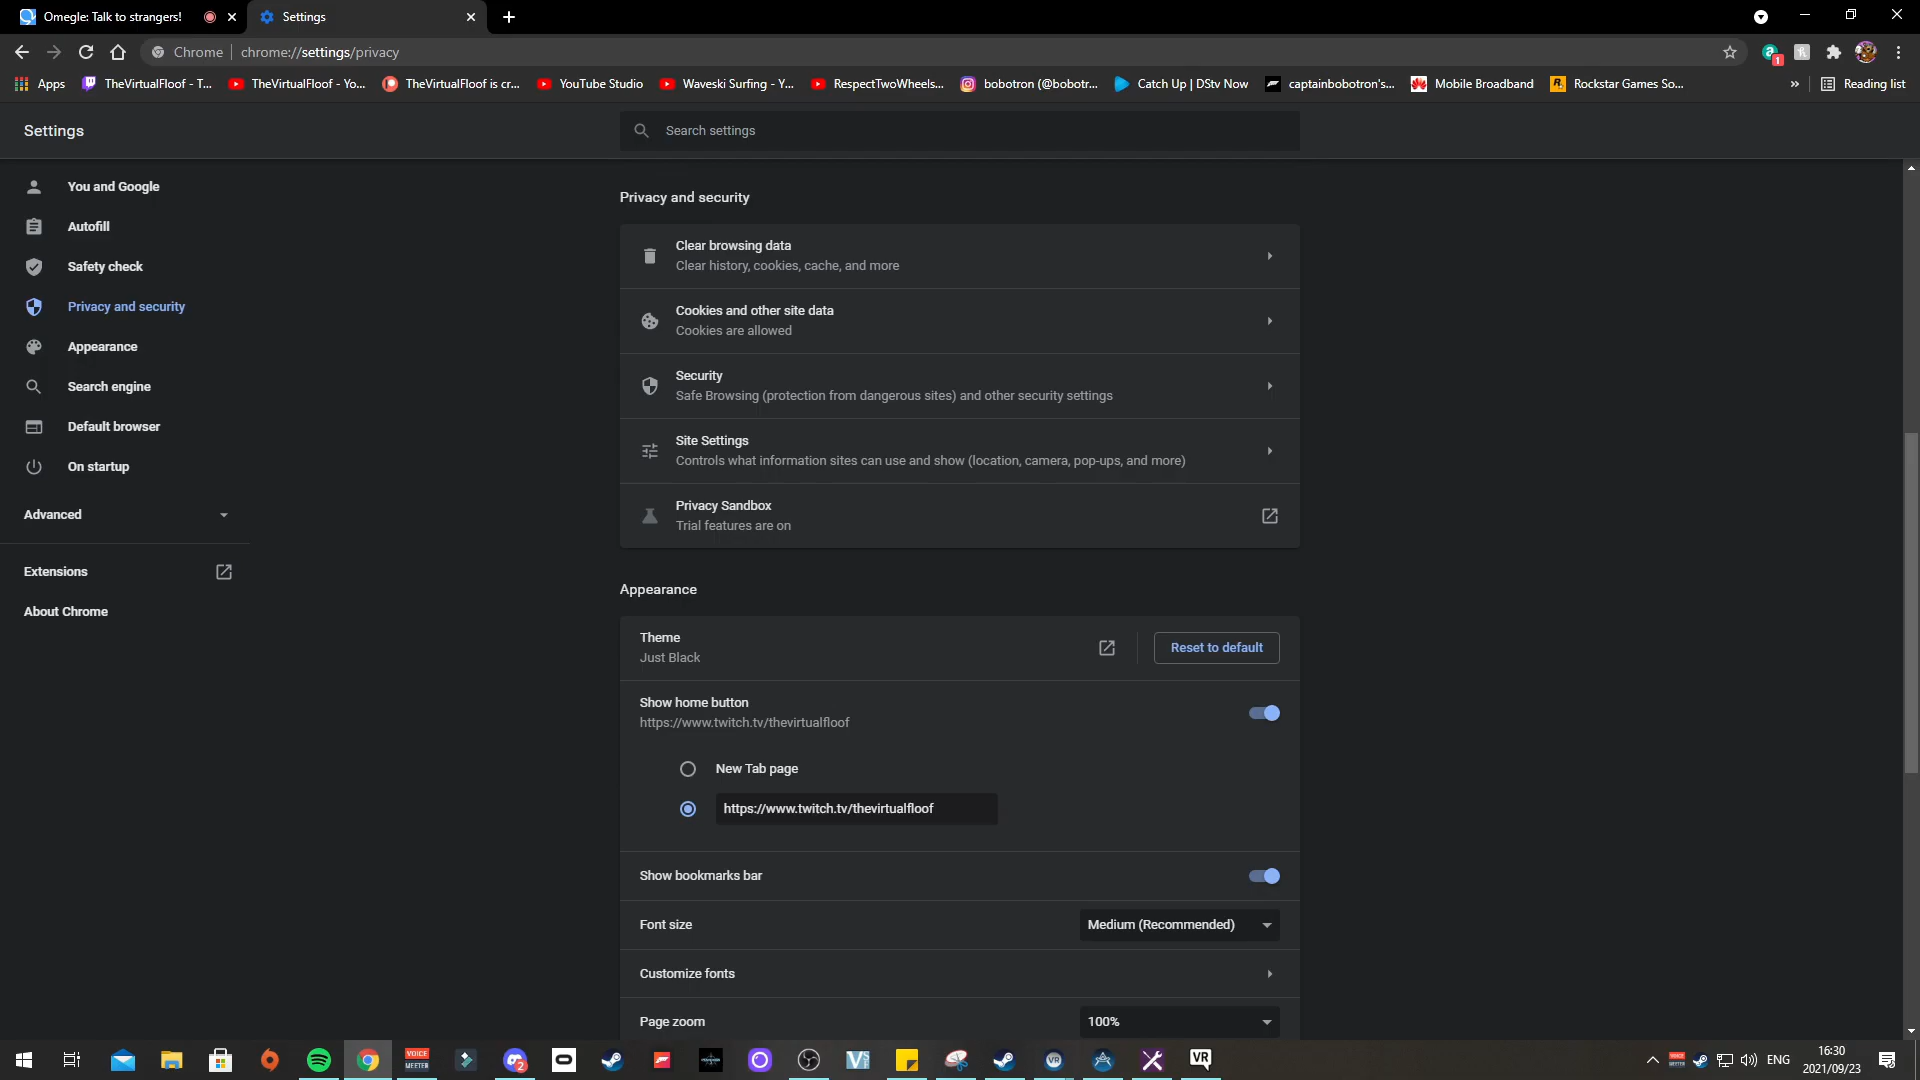 Omegle: Talk to strangers!
Settings
Chrome chrome://settings/privacy
1
Apps TheVirtualFloof - T... TheVirtualFloof - Yo... TheVirtualFloof is cr... YouTube Studio Waveski Surfing - Y... RespectTwoWheels... bobotron (@bobotr... Catch Up | DStv Now captainbobotron's... Mobile Broadband Rockstar Games So... » Reading list
Settings
Search settings
You and Google
Autofill
Safety check
Privacy and security
Appearance
Search engine
Default browser
On startup
Advanced
Extensions
About Chrome
Privacy and security
Clear browsing data
Clear history, cookies, cache, and more
Cookies and other site data
Cookies are allowed
Security
Safe Browsing (protection from dangerous sites) and other security settings
Site Settings
Controls what information sites can use and show (location, camera, pop-ups, and more)
Privacy Sandbox
Trial features are on
Appearance
Theme
Just Black
Reset to default
Show home button
https://www.twitch.tv/thevirtualfloof
New Tab page
https://www.twitch.tv/thevirtualfloof
Show bookmarks bar
Font size
Medium (Recommended)
Customize fonts
Page zoom
100%
VOICE
MEETER
2
VR
VR
ENG
16:30
2021/09/23